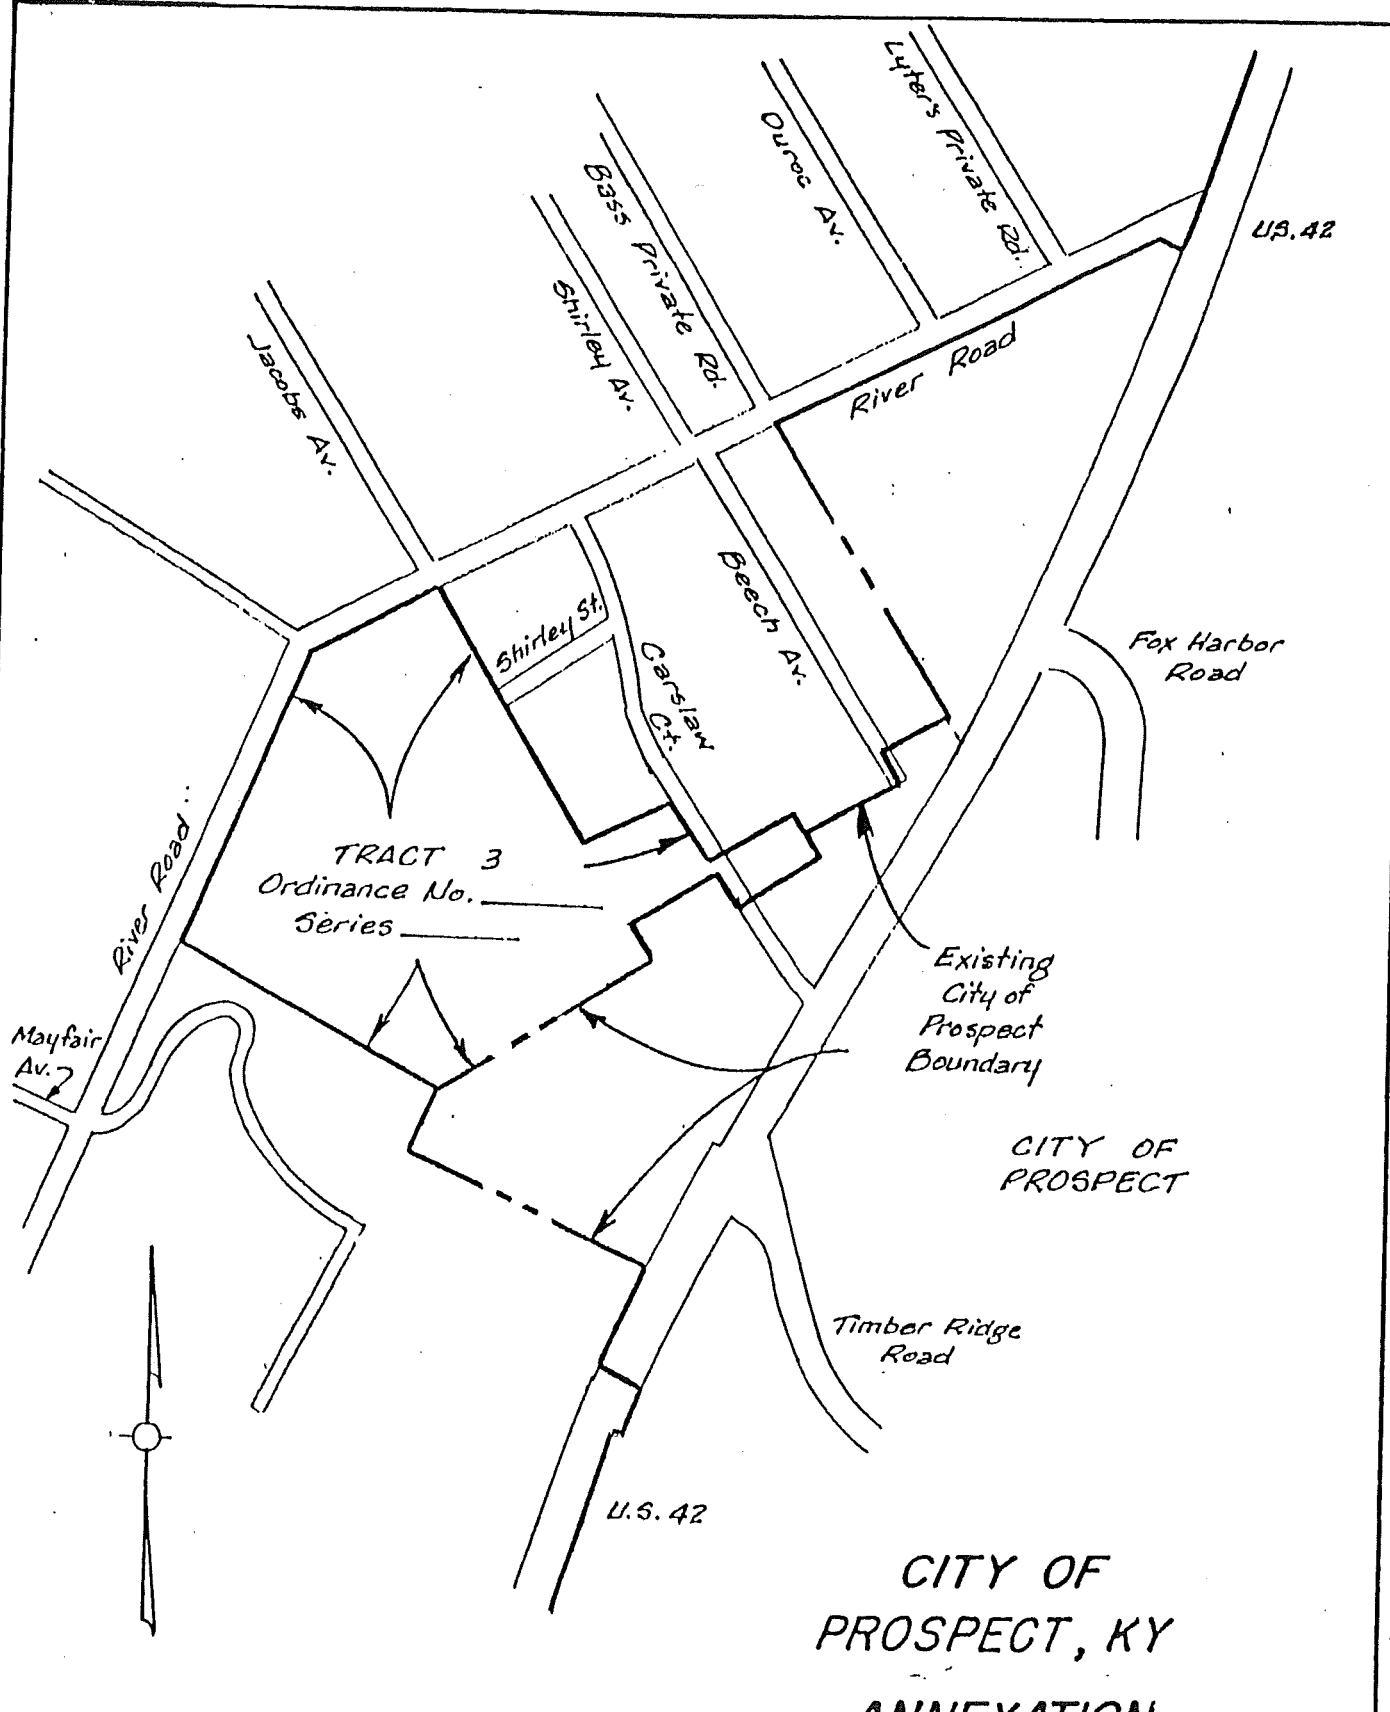 Lyter's Private Rd.
Duroc Av.
Bass Private Rd.
Shirley Av.
Jacobs Av.
U.S. 42
River Road
Beech Av.
Shirley St.
Carslaw
Ct.
Fox Harbor
Road
River Road
TRACT 3
Ordinance No.
Series
Existing
City of
Prospect
Boundary
Mayfair
Av.
CITY OF
PROSPECT
Timber Ridge
Road
U.S. 42
CITY OF
PROSPECT, KY
ANNEXATION